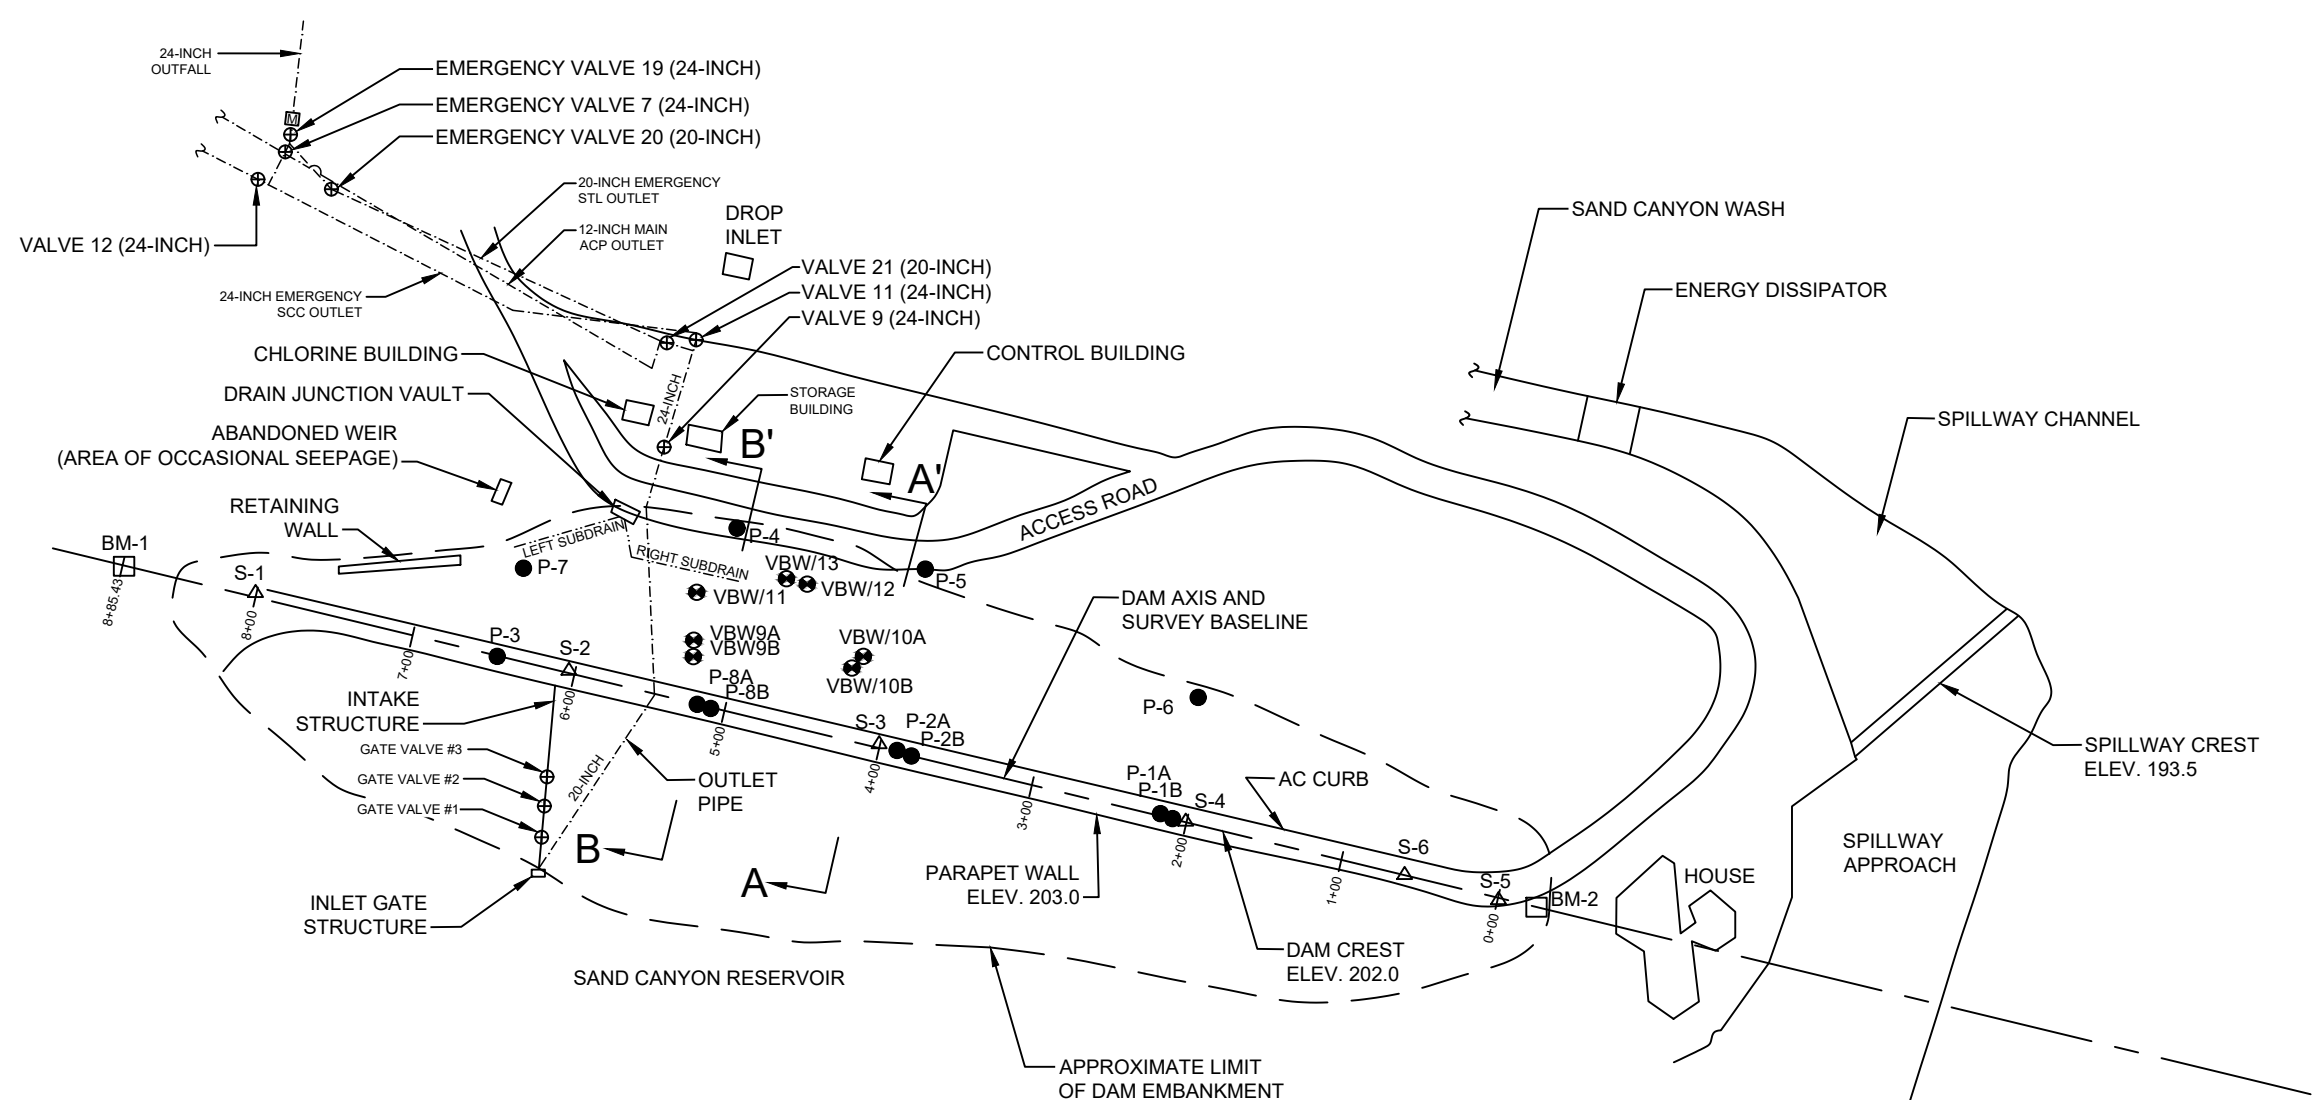 24-INCH
OUTFALL
EMERGENCY VALVE 19 (24-INCH)
EMERGENCY VALVE 7 (24-INCH)
EMERGENCY VALVE 20 (20-INCH)
M
20-INCH EMERGENCY
STL OUTLET
12-INCH MAIN
ACP OUTLET
DROP
INLET
VALVE 12 (24-INCH)
24-INCH EMERGENCY
SCC OUTLET
VALVE 21 (20-INCH)
VALVE 11 (24-INCH)
VALVE 9 (24-INCH)
SAND CANYON WASH
ENERGY DISSIPATOR
CHLORINE BUILDING
DRAIN JUNCTION VAULT
ABANDONED WEIR
(AREA OF OCCASIONAL SEEPAGE)
RETAINING
WALL
24-INCH
STORAGE
BUILDING
CONTROL BUILDING
B'
A'
SPILLWAY CHANNEL
ACCESS ROAD
LEFT SUBDRAIN
RIGHT SUBDRAIN
P-4
P-5
P-7
BM-1
8+85.43
S-1
8+00
VBW/13
VBW/12
VBW/11
VBW9A
VBW9B
VBW/10A
VBW/10B
DAM AXIS AND
SURVEY BASELINE
P-3
7+00
S-2
6+00
P-8A
P-8B
5+00
S-3
P-2A
P-2B
4+00
P-6
INTAKE
STRUCTURE
GATE VALVE #3
GATE VALVE #2
GATE VALVE #1
20-INCH
OUTLET
PIPE
3+00
P-1A
P-1B
S-4
2+00
AC CURB
SPILLWAY CREST
ELEV. 193.5
SPILLWAY
APPROACH
B
A
PARAPET WALL
ELEV. 203.0
1+00
S-6
S-5
0+00
BM-2
HOUSE
INLET GATE
STRUCTURE
DAM CREST
ELEV. 202.0
SAND CANYON RESERVOIR
APPROXIMATE LIMIT
OF DAM EMBANKMENT